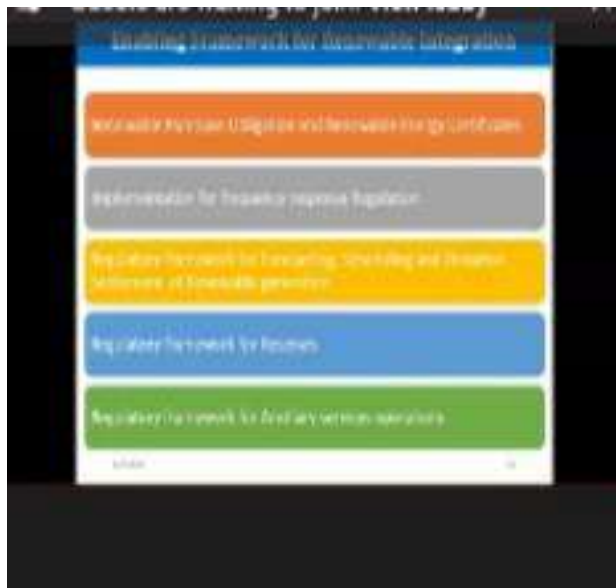 are waiting to join
Enabling Framework for Renewable Integration
Renewable Purchase Obligation and Renewable Energy Certificates
Implementation for frequency response Regulation
Regulatory Framework for Forecasting, Scheduling and Deviation
Settlement of Renewable generation
Regulatory Framework for Reserves
Regulatory Framework for Ancillary services operations